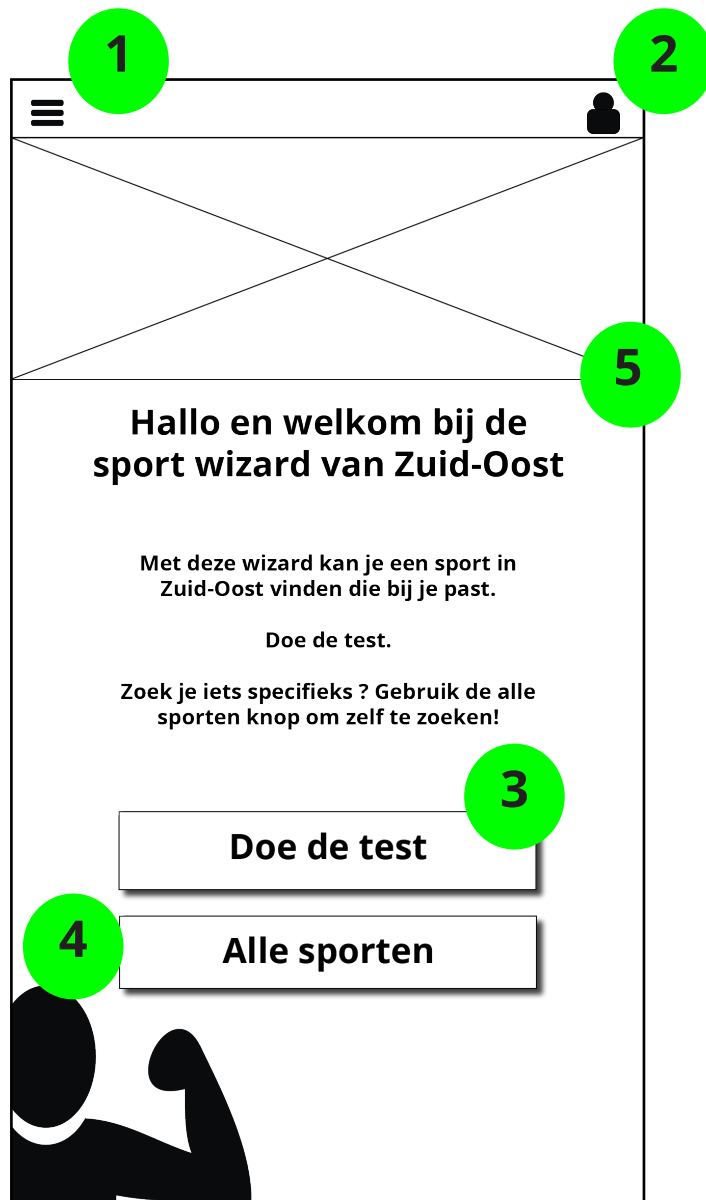 1
2
5
Hallo en welkom bij de
sport wizard van Zuid-Oost
Met deze wizard kan je een sport in
Zuid-Oost vinden die bij je past.
Doe de test.
Zoek je iets specifieks ? Gebruik de alle
sporten knop om zelf te zoeken!
3
Doe de test
4
Alle sporten